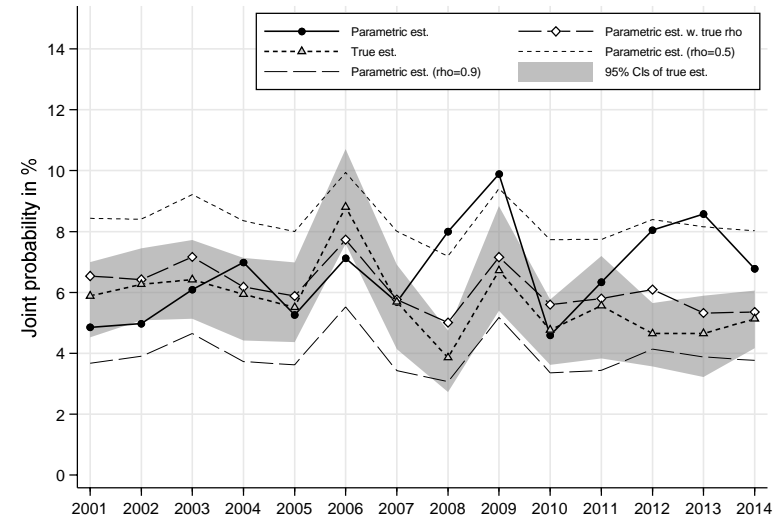 Parametric est.
Parametric est. w. true rho
True est.
Parametric est. (rho=0.5)
Parametric est. (rho=0.9)
95% CIs of true est.
Joint probability in %
14
12
10
8
6
4
2
0
2001 2002 2003 2004 2005 2006 2007 2008 2009 2010 2011 2012 2013 2014